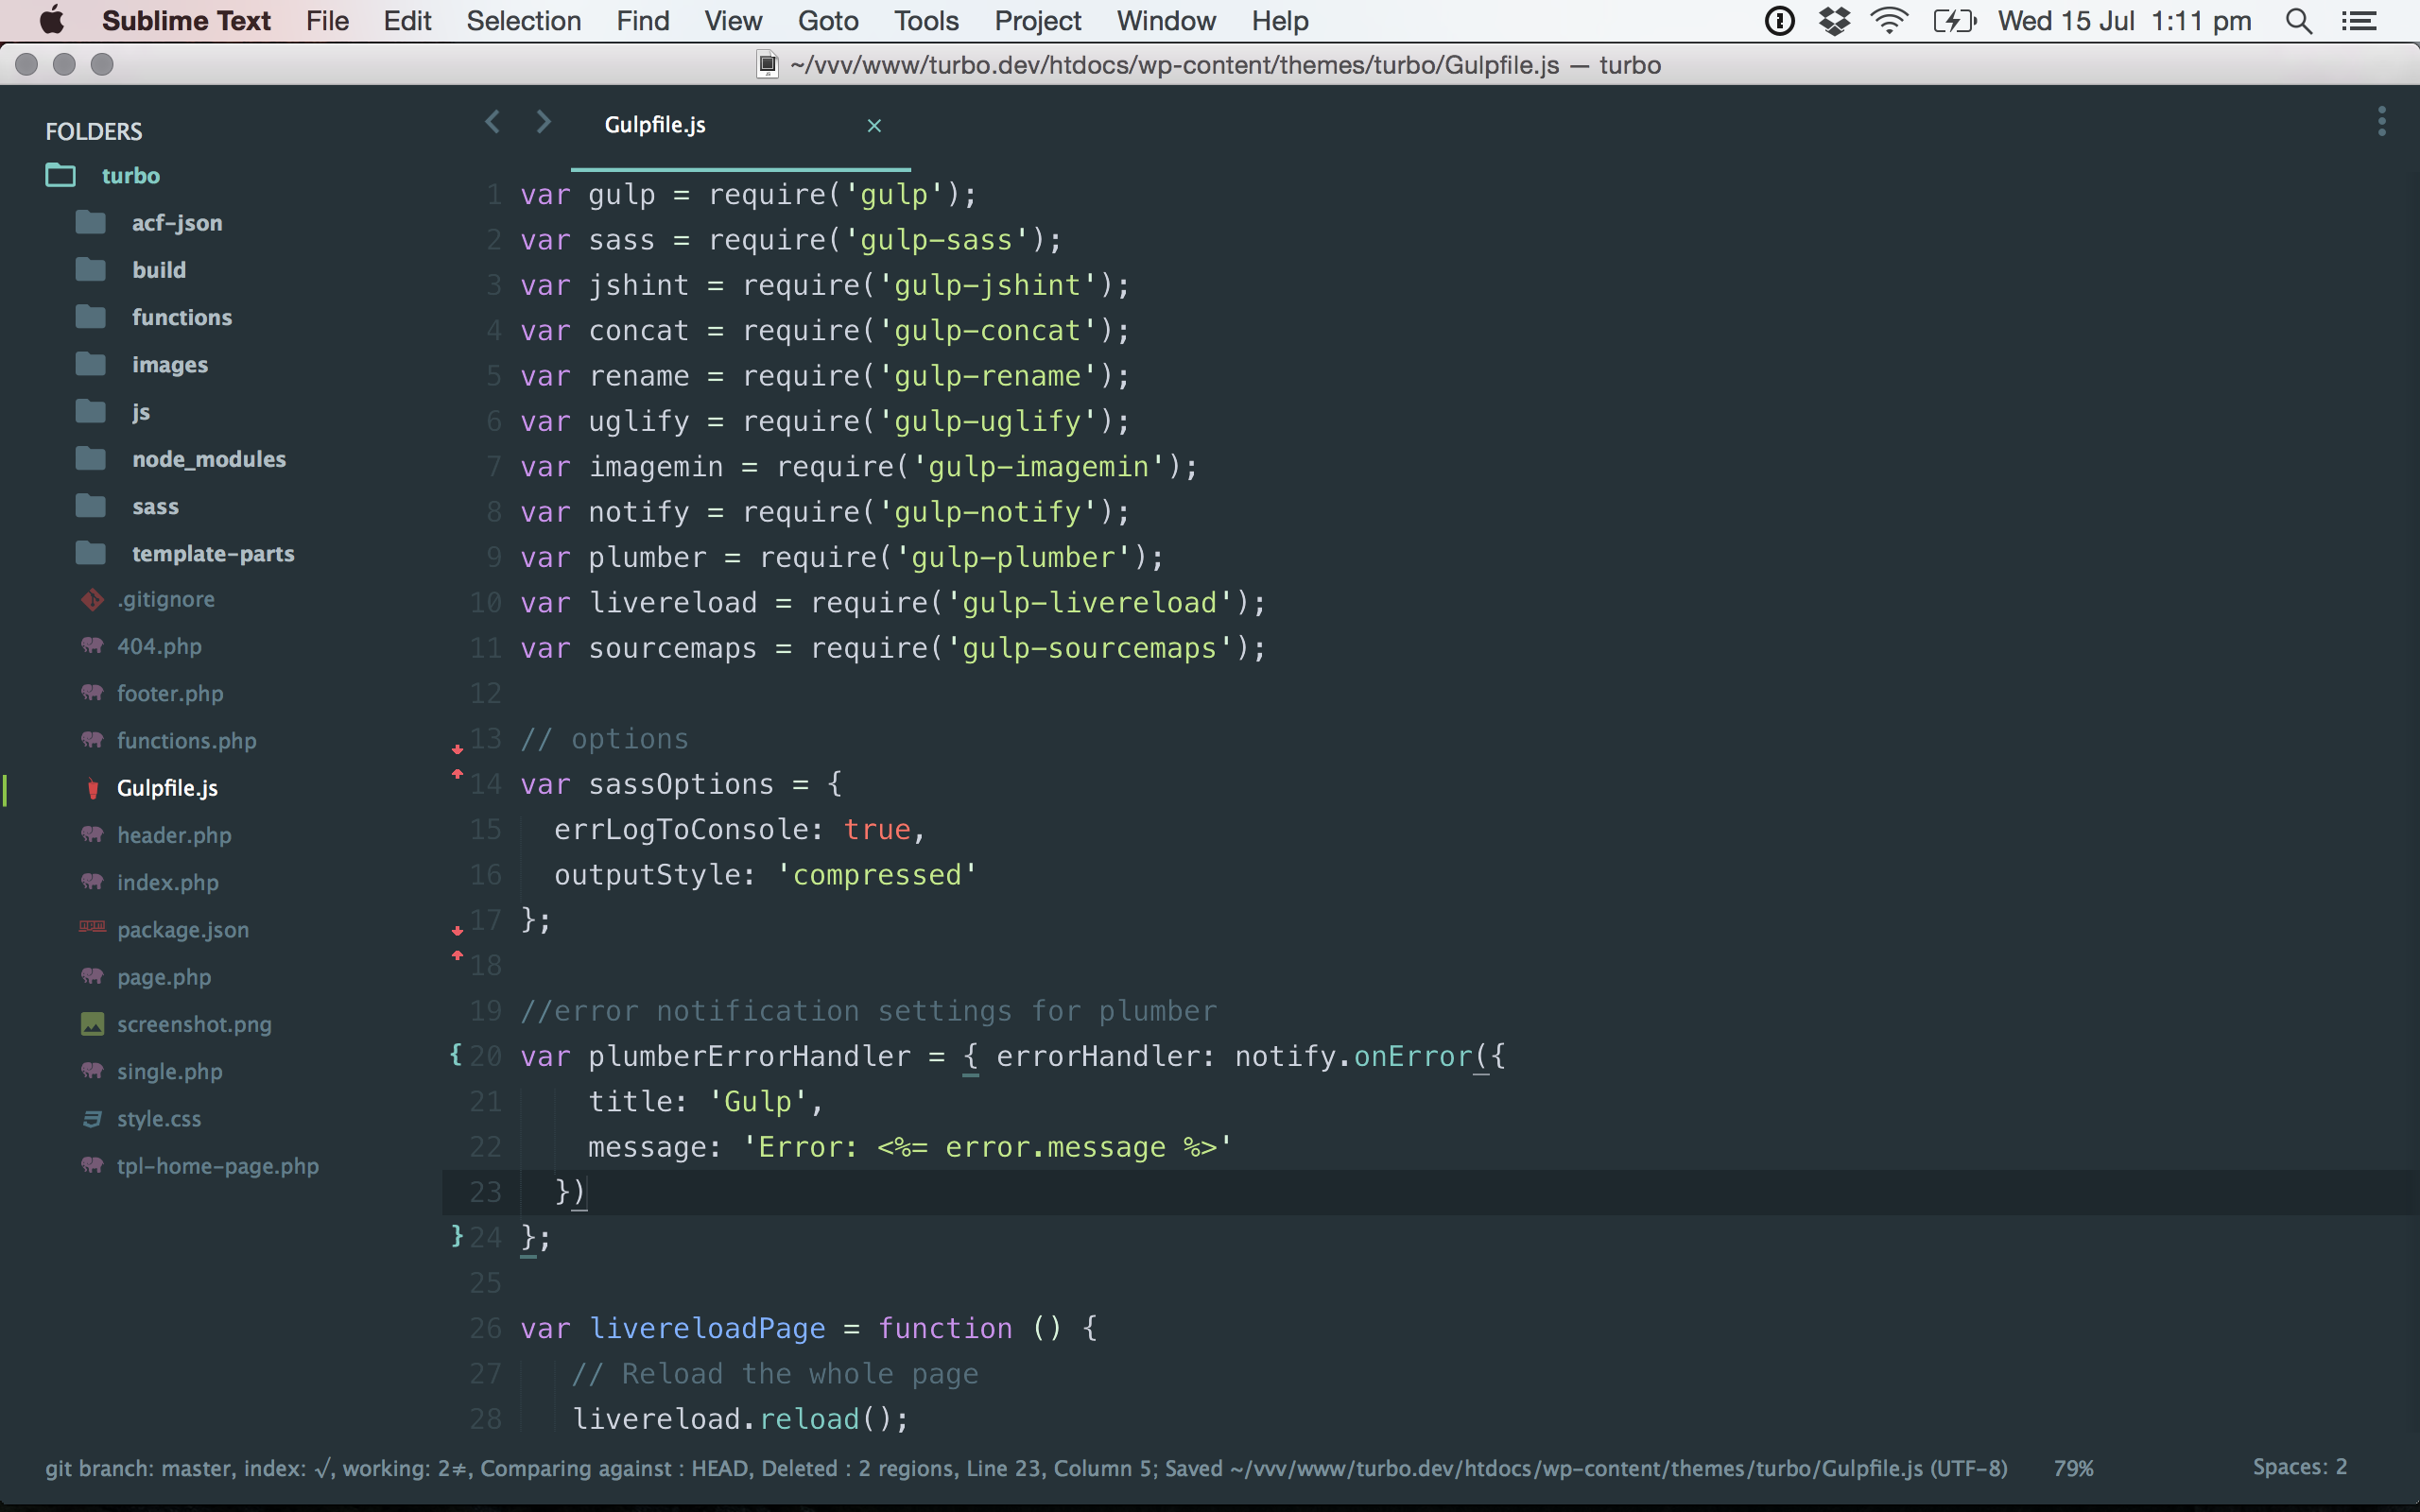 Sublime Text File Edit Selection Find View Goto Tools Project Window Help Wed 15 Jul 1:11 pm
~/vvv/www/turbo.dev/htdocs/wp-content/themes/turbo/Gulpfile.js — turbo
FOLDERS
turbo
acf-json
build
functions
images
js
node_modules
sass
template-parts
.gitignore
404.php
footer.php
functions.php
Gulpfile.js
header.php
index.php
package.json
page.php
screenshot.png
single.php
style.css
tpl-home-page.php
Gulpfile.js ×
1 var gulp = require('gulp');
2 var sass = require('gulp-sass');
3 var jshint = require('gulp-jshint');
4 var concat = require('gulp-concat');
5 var rename = require('gulp-rename');
6 var uglify = require('gulp-uglify');
7 var imagemin = require('gulp-imagemin');
8 var notify = require('gulp-notify');
9 var plumber = require('gulp-plumber');
10 var livereload = require('gulp-livereload');
11 var sourcemaps = require('gulp-sourcemaps');
12
13 // options
14 var sassOptions = {
15 errLogToConsole: true,
16 outputStyle: 'compressed'
17 };
18
19 //error notification settings for plumber
{ 20 var plumberErrorHandler = { errorHandler: notify.onError({
21 title: 'Gulp',
22 message: 'Error: <%= error.message %>'
23 })
} 24 };
25
26 var livereloadPage = function () {
27 // Reload the whole page
28 livereload.reload();
git branch: master, index: √, working: 2≠, Comparing against : HEAD, Deleted : 2 regions, Line 23, Column 5; Saved ~/vvv/www/turbo.dev/htdocs/wp-content/themes/turbo/Gulpfile.js (UTF-8) 79% Spaces: 2